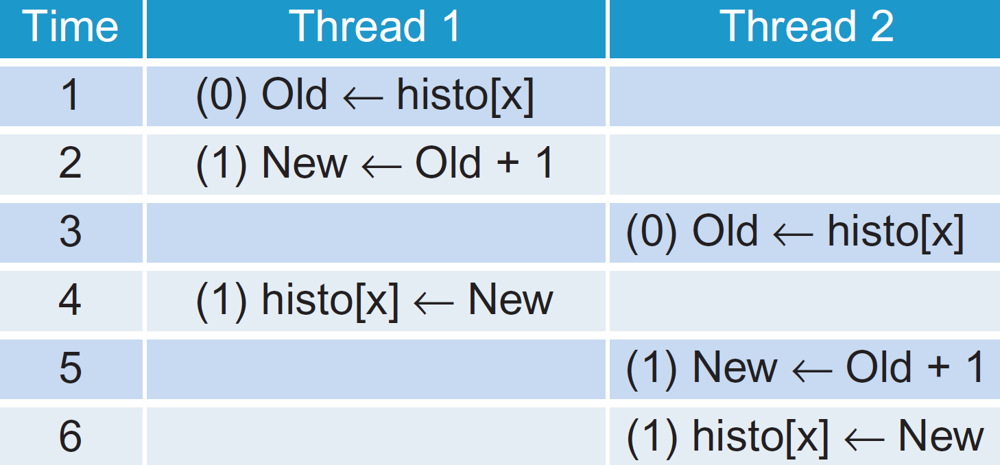 Time Thread 1 Thread 2
1 (0) Old ← histo[x]
2 (1) New ← Old + 1
3 (0) Old ← histo[x]
4 (1) histo[x] ← New
5 (1) New ← Old + 1
6 (1) histo[x] ← New